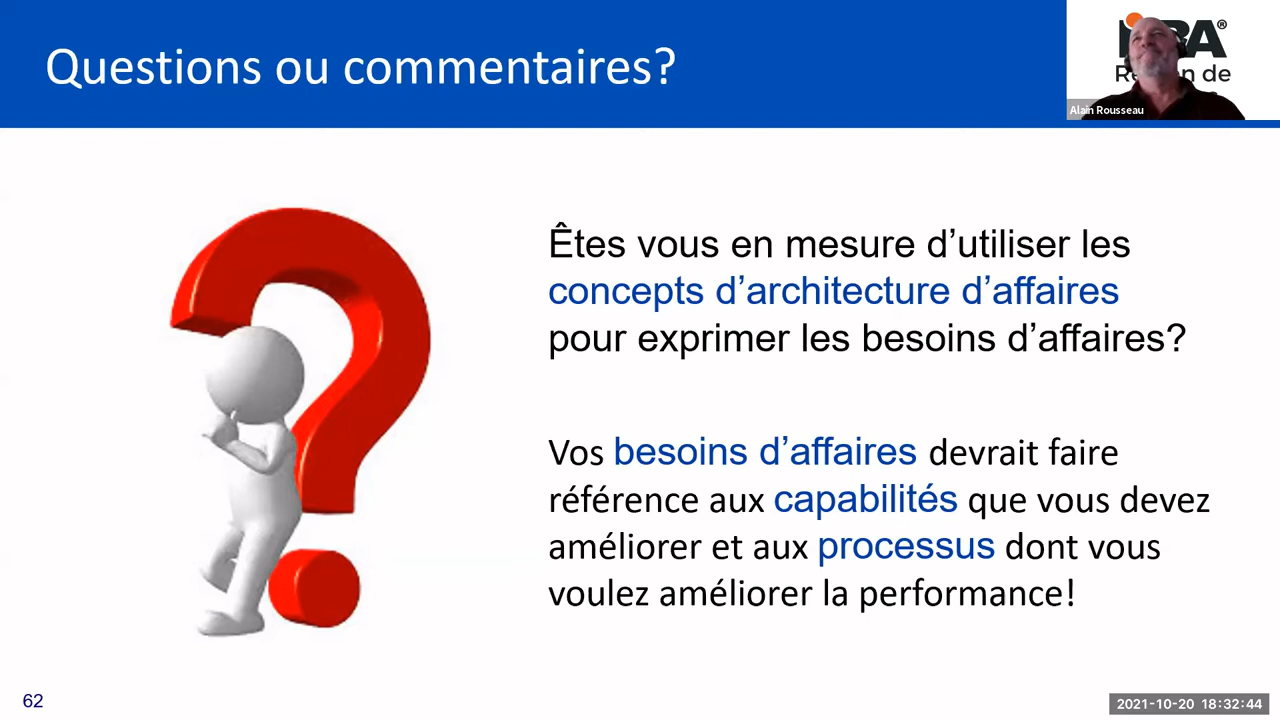 Questions ou commentaires?
Alain Rousseau
Êtes vous en mesure d’utiliser les
concepts d’architecture d’affaires
pour exprimer les besoins d’affaires?
Vos besoins d’affaires devrait faire
référence aux capabilités que vous devez
améliorer et aux processus dont vous
voulez améliorer la performance!
62
2021-10-20 18:32:44